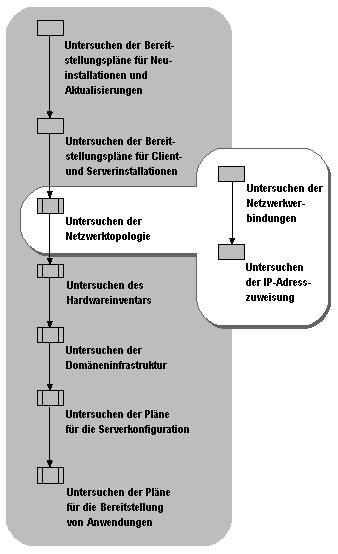 Untersuchen der Bereit-
stellungspläne für Neu-
installationen und
Aktualisierungen
Untersuchen der Bereit-
stellungspläne für Client-
und Serverinstallationen
Untersuchen der
Netzwerktopologie
Untersuchen der
Netzwerkver-
bindungen
Untersuchen
der IP-Adress-
zuweisung
Untersuchen des
Hardwareinventars
Untersuchen der
Domäneninfrastruktur
Untersuchen der Pläne
für die Serverkonfiguration
Untersuchen der Pläne
für die Bereitstellung
von Anwendungen